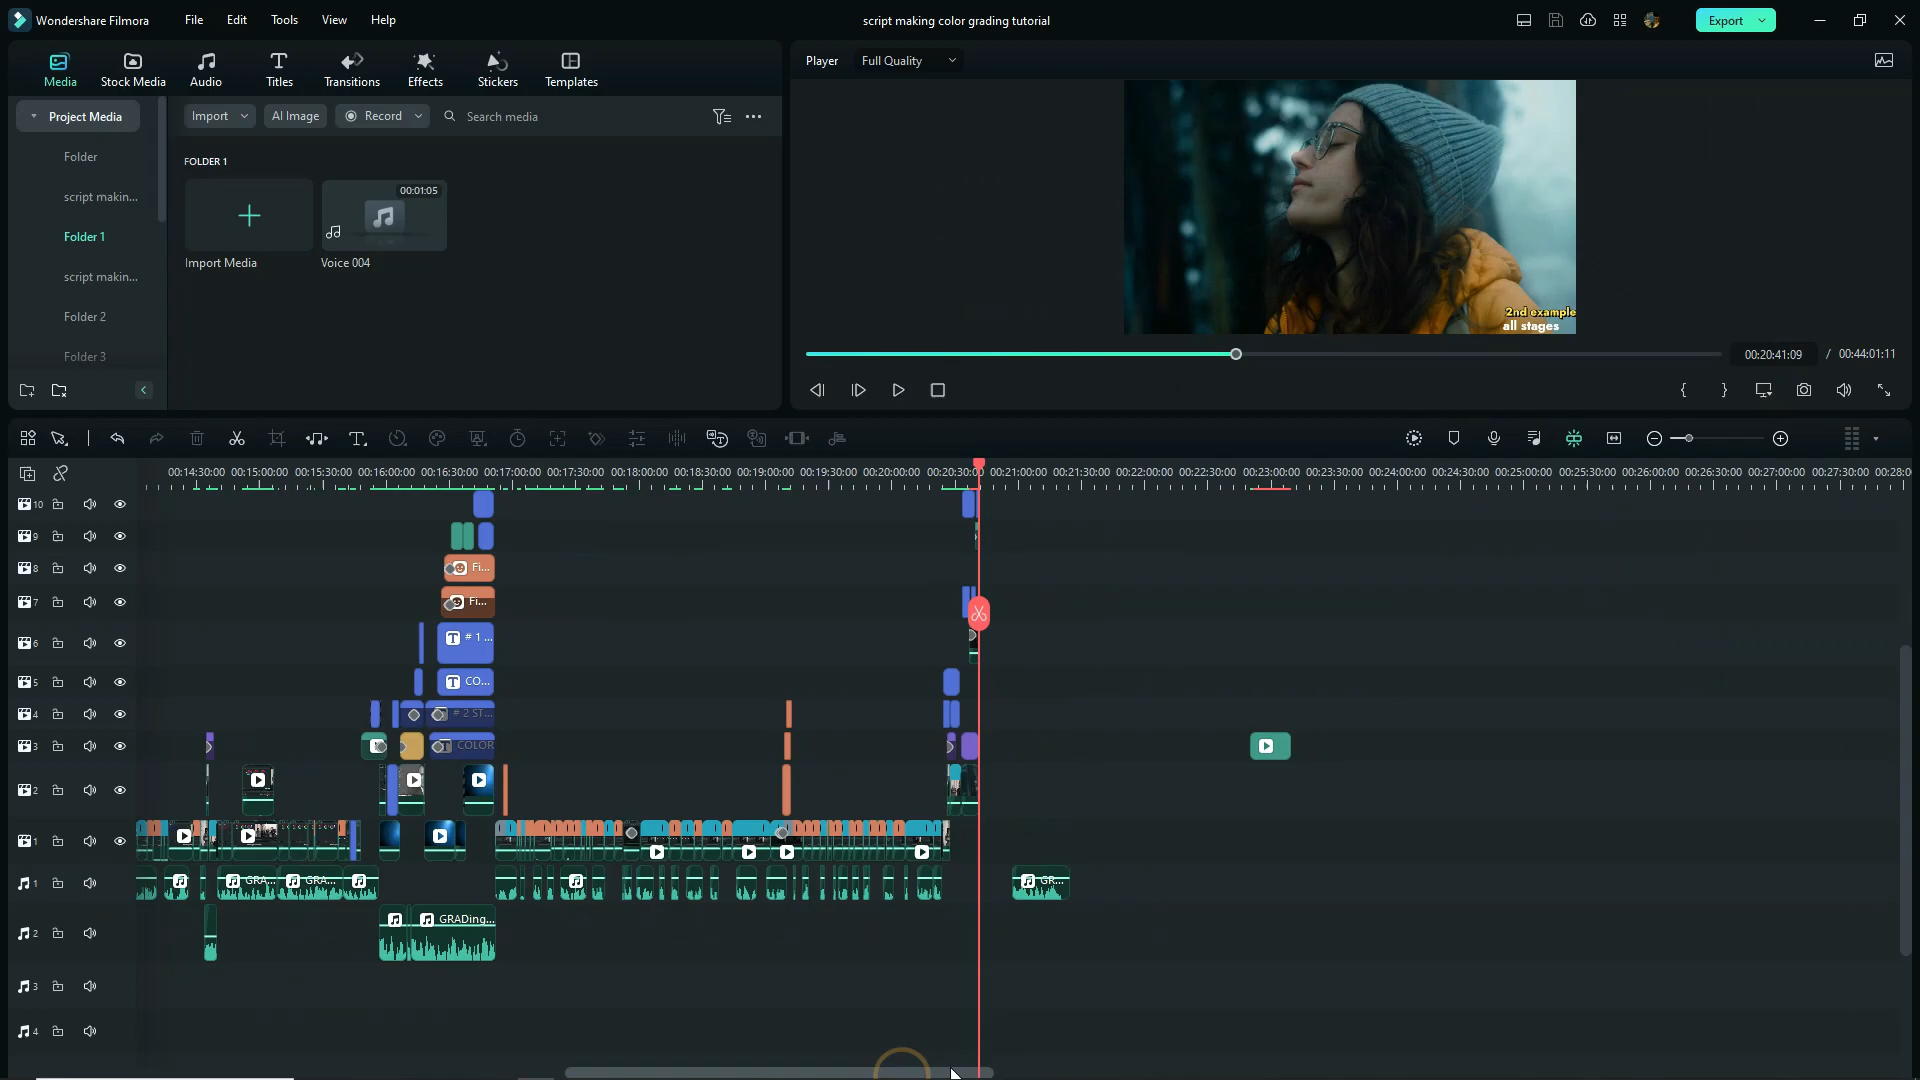 Wondershare Filmora
File
Edit
Tools
View
Help
script making color grading tutorial
Export
Media
Stock Media
Audio
Titles
Transitions
Effects
Stickers
Templates
Player
Full Quality
Project Media
Import
AI Image
Record
Search media
Folder
script makin...
Folder 1
script makin...
Folder 2
Folder 3
FOLDER 1
00:01:05
Import Media
Voice 004
2nd example
all stages
00:20:41:09 / 00:44:01:11
00:14:30:00 00:15:00:00 00:15:30:00 00:16:00:00 00:16:30:00 00:17:00:00 00:17:30:00 00:18:00:00 00:18:30:00 00:19:00:00 00:19:30:00 00:20:00:00 00:20:30:00 00:21:00:00 00:21:30:00 00:22:00:00 00:22:30:00 00:23:00:00 00:23:30:00 00:24:00:00 00:24:30:00 00:25:00:00 00:25:30:00 00:26:00:00 00:26:30:00 00:27:00:00 00:27:30:00 00:28:0
10
9
8 Fi...
7 Fi...
6 # 1 ...
5 CO...
4 # 2 ST...
3 COLOR
2
1
1 GRA... GRA... GR...
2 GRADing...
3
4